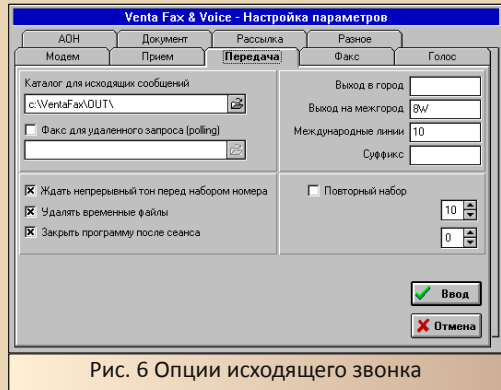 Venta Fax & Voice - Настройка параметров
АОН Документ Рассылка Разное
Модем Прием Передача Факс Голос
Каталог для исходящих сообщений
c:\VentaFax\OUT\
Факс для удаленного запроса (polling)
Выход в город
Выход на межгород 8W
Международные линии 10
Суффикс
Ждать непрерывный тон перед набором номера
Удалять временные файлы
Закрыть программу после сеанса
Повторный набор
10
0
Ввод
Отмена
Рис. 6 Опции исходящего звонка